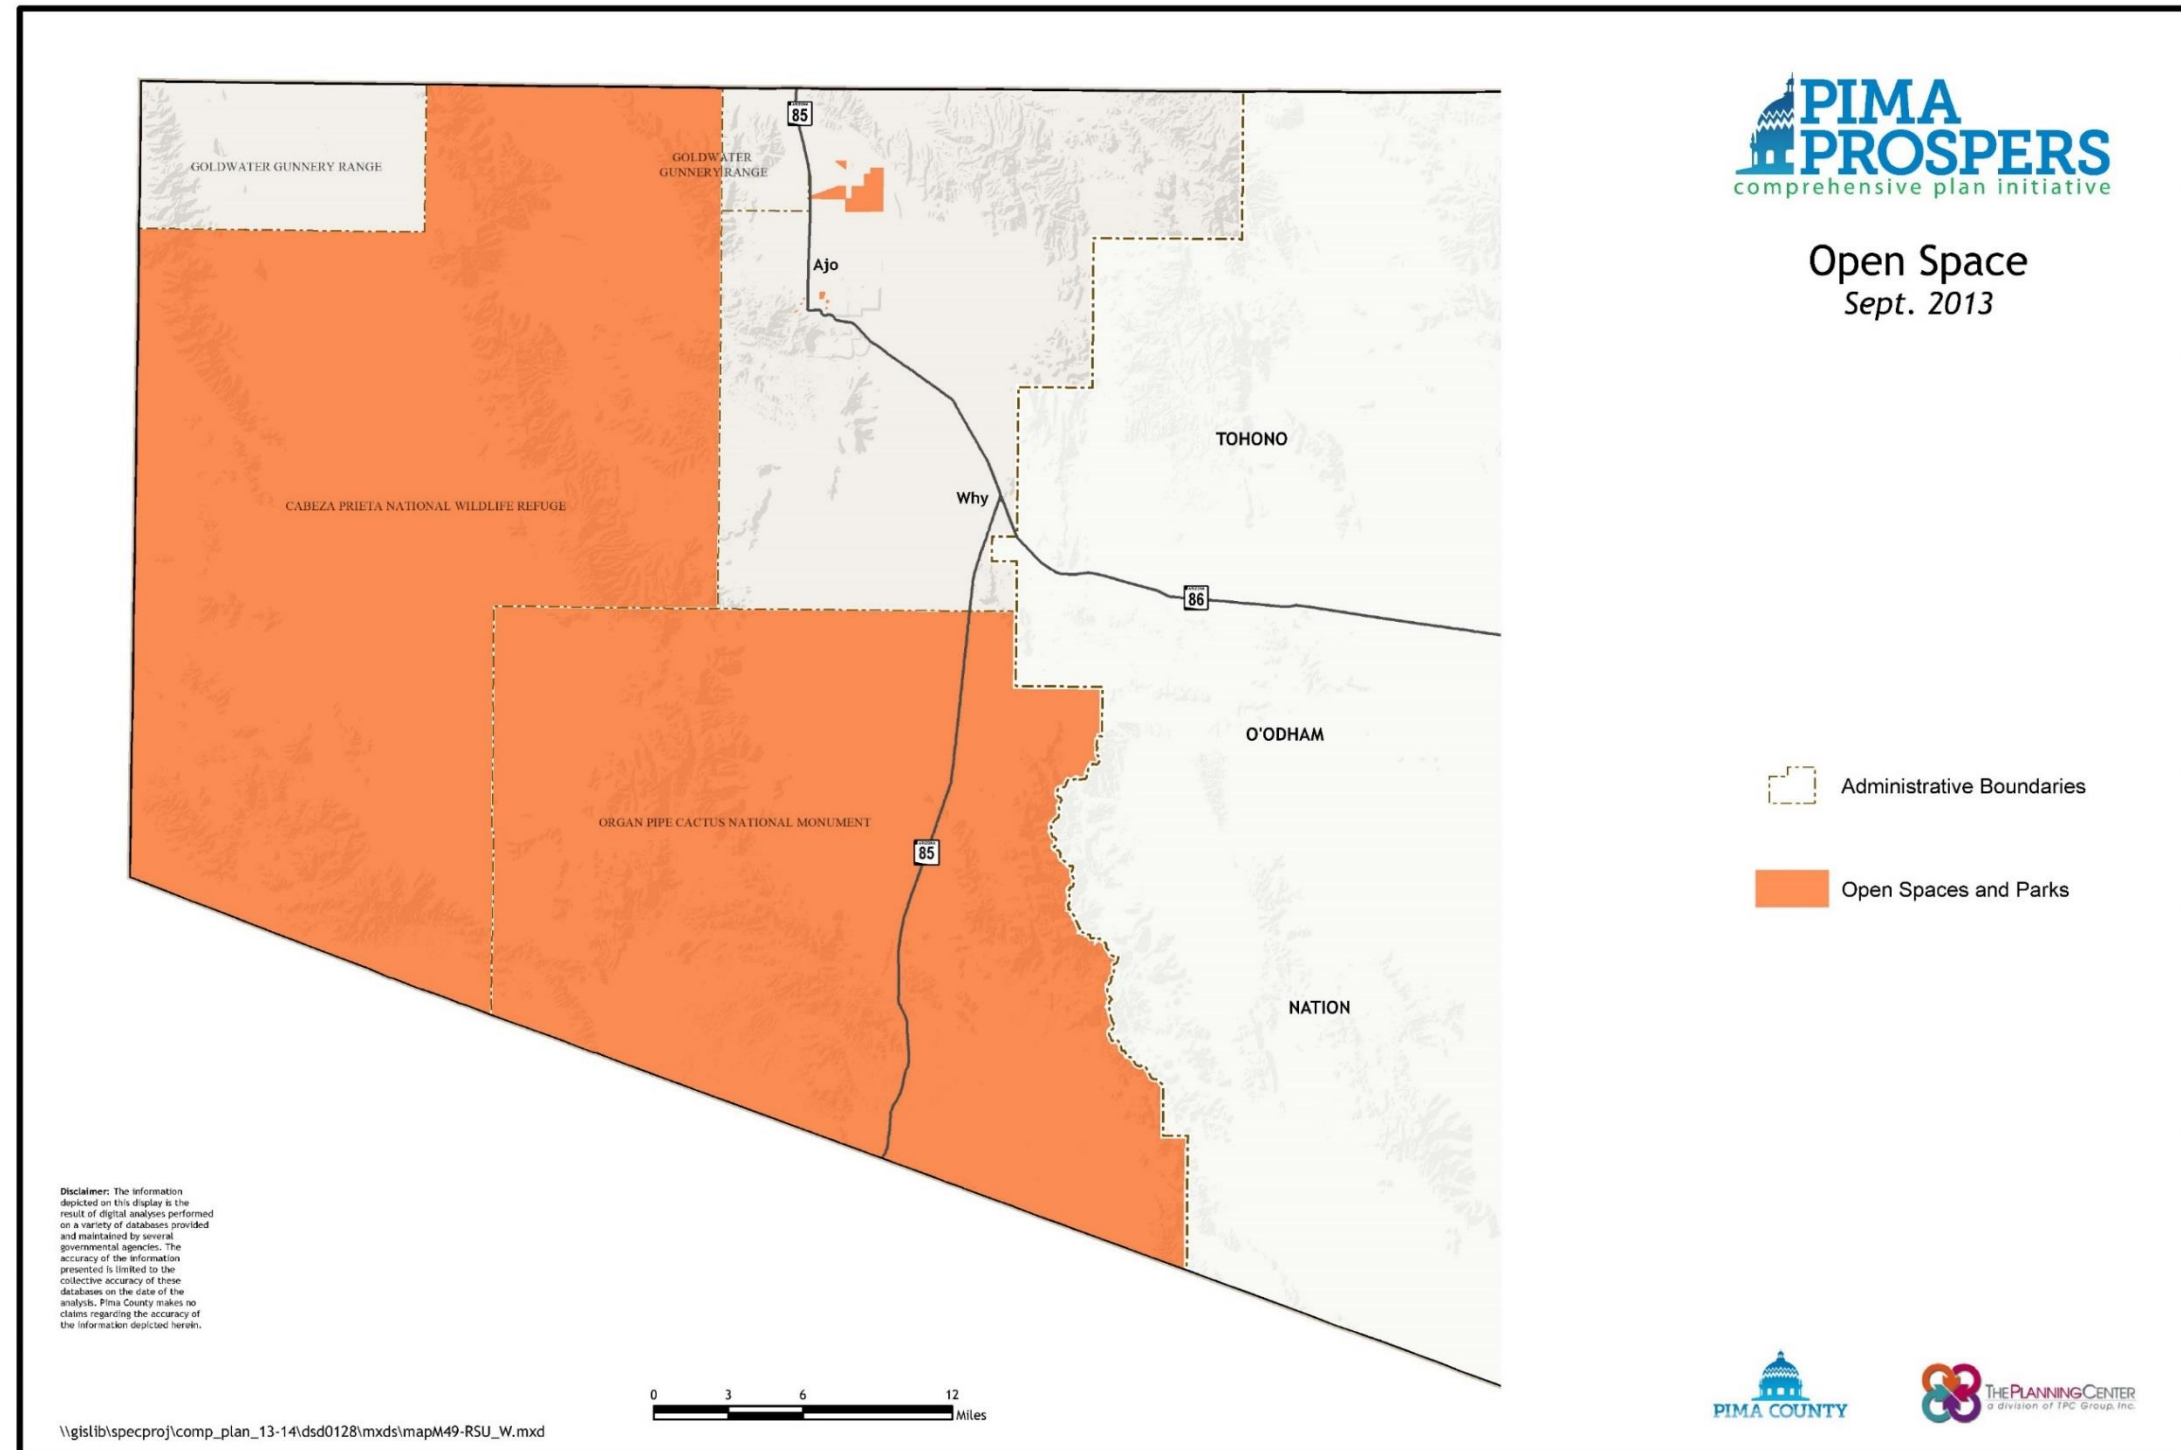 PIMA
PROSPERS
comprehensive plan initiative
Open Space
Sept. 2013
85
GOLDWATER GUNNERY RANGE
GOLDWATER
GUNNERY RANGE
Ajo
TOHONO
Why
CABEZA PRIETA NATIONAL WILDLIFE REFUGE
86
O'ODHAM
ORGAN PIPE CACTUS NATIONAL MONUMENT
85
NATION
Administrative Boundaries
Open Spaces and Parks
Disclaimer: The information
depicted on this display is the
result of digital analyses performed
on a variety of databases provided
and maintained by several
governmental agencies. The
accuracy of the information
presented is limited to the
collective accuracy of these
databases on the date of the
analysis. Pima County makes no
claims regarding the accuracy of
the information depicted herein.
0 3 6 12
Miles
\\gislib\specproj\comp_plan_13-14\dsd0128\mxds\mapM49-RSU_W.mxd
PIMA COUNTY
THE PLANNING CENTER
a division of TPC Group, Inc.